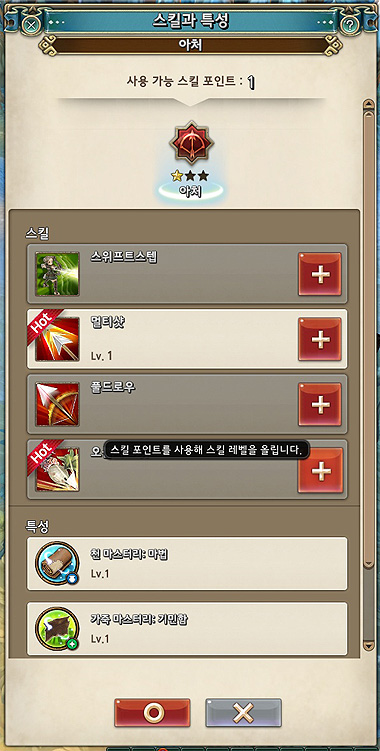 스킬과 특성
?
아처
사용 가능 스킬 포인트 : 1
아처
스킬
스위프트스텝
Hot
멀티샷
Lv. 1
풀드로우
Hot
오
스킬 포인트를 사용해 스킬 레벨을 올립니다.
특성
천 마스터리: 마법
Lv.1
가죽 마스터리: 기민함
Lv.1